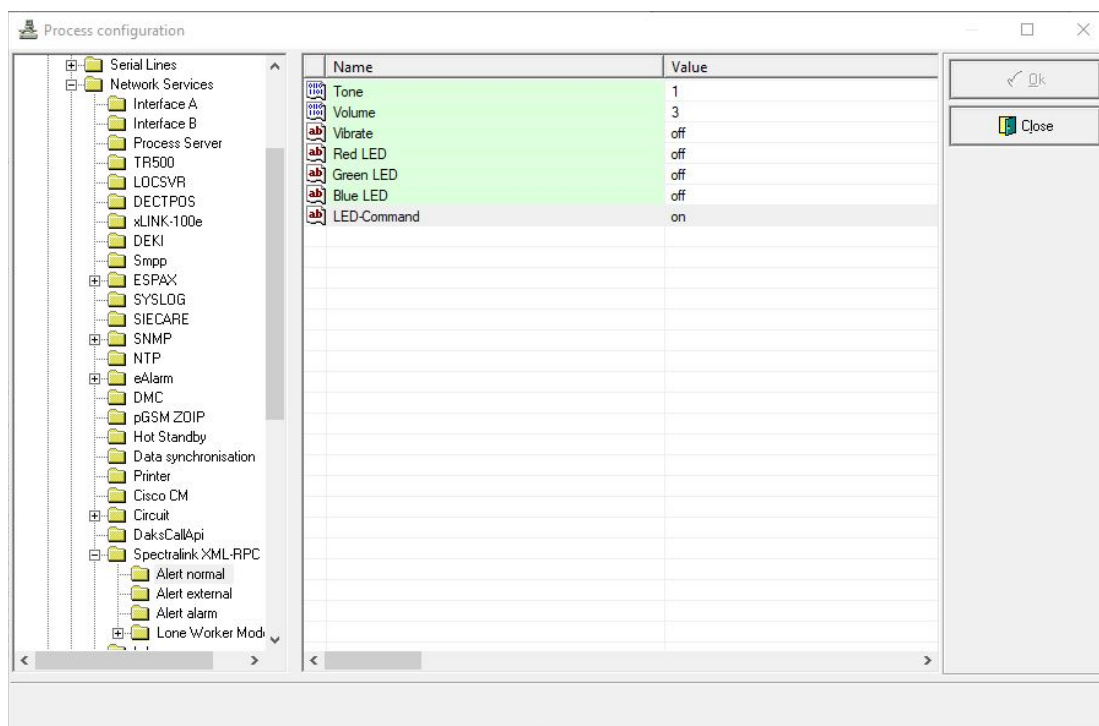 Process configuration
Serial Lines
Network Services
Interface A
Interface B
Process Server
TR500
LOCSVR
DECTPOS
xLINK-100e
DEKI
Smpp
ESPAX
SYSLOG
SIECARE
SNMP
NTP
eAlarm
DMC
pGSM ZOIP
Hot Standby
Data synchronisation
Printer
Cisco CM
Circuit
DaksCallApi
Spectralink XML-RPC
Alert normal
Alert external
Alert alarm
Lone Worker Mod
Name Value
Tone 1
Volume 3
Vibrate off
Red LED off
Green LED off
Blue LED off
LED-Command on
Ok
Close